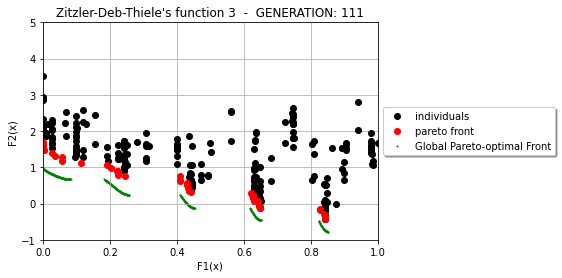 Zitzler-Deb-Thiele's function 3 - GENERATION: 111
5
4
3
2
1
0
−1
F2(x)
0.0 0.2 0.4 0.6 0.8 1.0
F1(x)
individuals
pareto front
Global Pareto-optimal Front